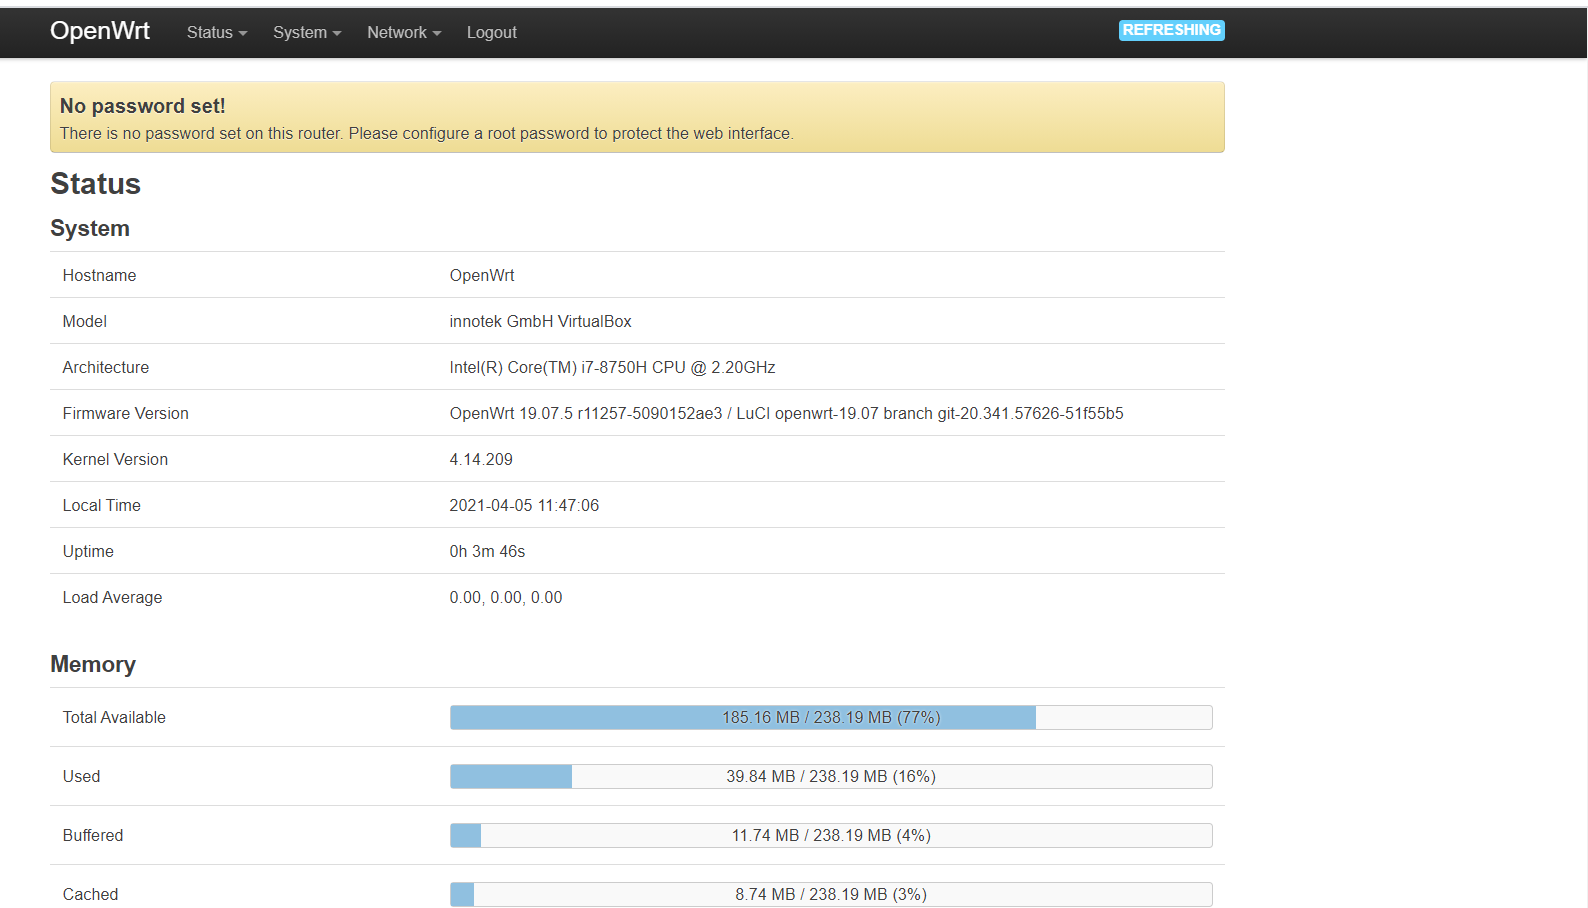 OpenWrt Status System Network Logout REFRESHING
No password set!
There is no password set on this router. Please configure a root password to protect the web interface.
Status
System
Hostname OpenWrt
Model innotek GmbH VirtualBox
Architecture Intel(R) Core(TM) i7-8750H CPU @ 2.20GHz
Firmware Version OpenWrt 19.07.5 r11257-5090152ae3 / LuCI openwrt-19.07 branch git-20.341.57626-51f55b5
Kernel Version 4.14.209
Local Time 2021-04-05 11:47:06
Uptime 0h 3m 46s
Load Average 0.00, 0.00, 0.00
Memory
Total Available 185.16 MB / 238.19 MB (77%)
Used 39.84 MB / 238.19 MB (16%)
Buffered 11.74 MB / 238.19 MB (4%)
Cached 8.74 MB / 238.19 MB (3%)